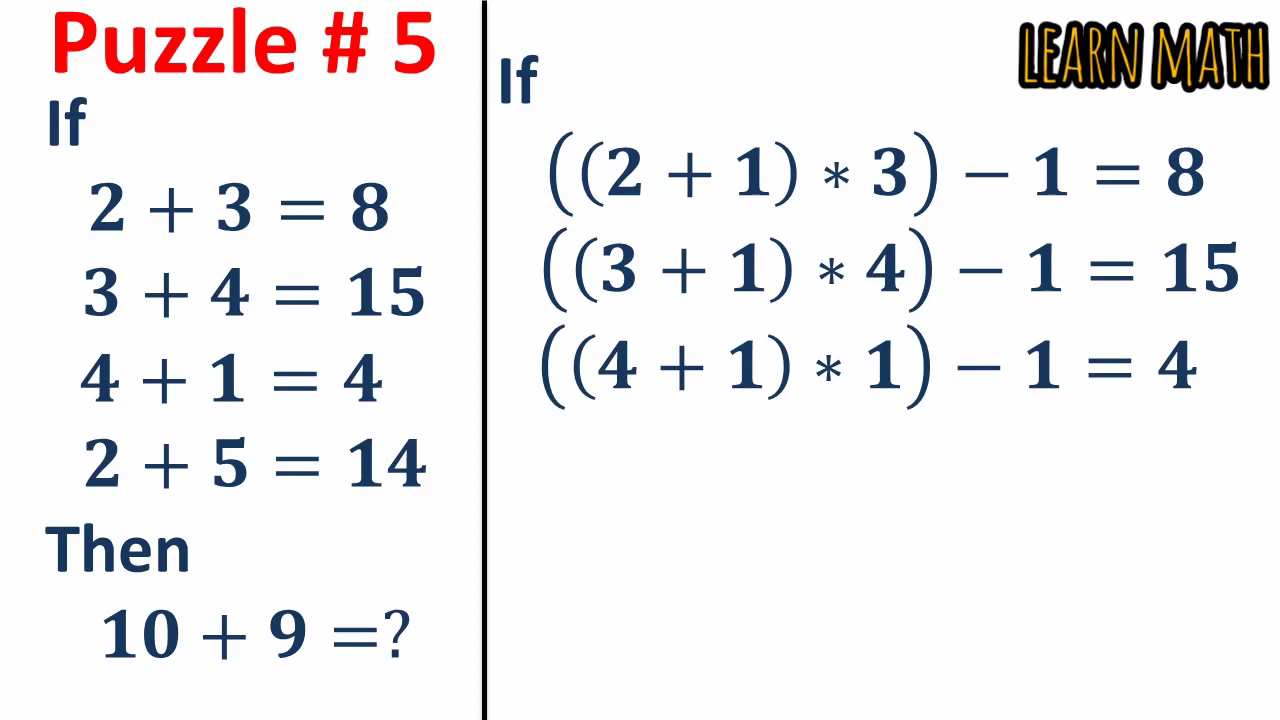 Puzzle # 5
If
2 + 3 = 8
3 + 4 = 15
4 + 1 = 4
2 + 5 = 14
Then
10 + 9 =?
LEARN MATH
If
((2 + 1) * 3) − 1 = 8
((3 + 1) * 4) − 1 = 15
((4 + 1) * 1) − 1 = 4